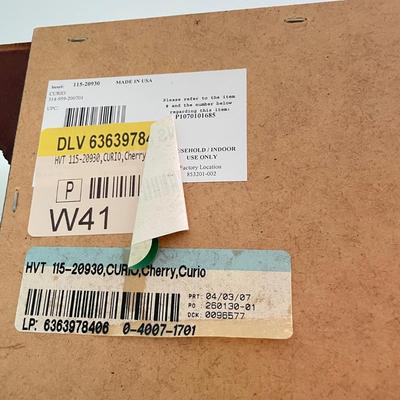 Item: 115-20930 MADE IN USA
CURIO
UPC:
Please refer to the item
# and the number below
regarding this item:
P1070101685
HOUSEHOLD / INDOOR
USE ONLY
Factory Location
853201-002
DLV 63639784
HVT 115-20930,CURIO,Cherry
P
W41
HVT 115-20930,CURIO,Cherry,Curio
PRT: 04/03/07
PO : 260130-01
DCK: 0096577
LP: 6363978406 0-4007-1701